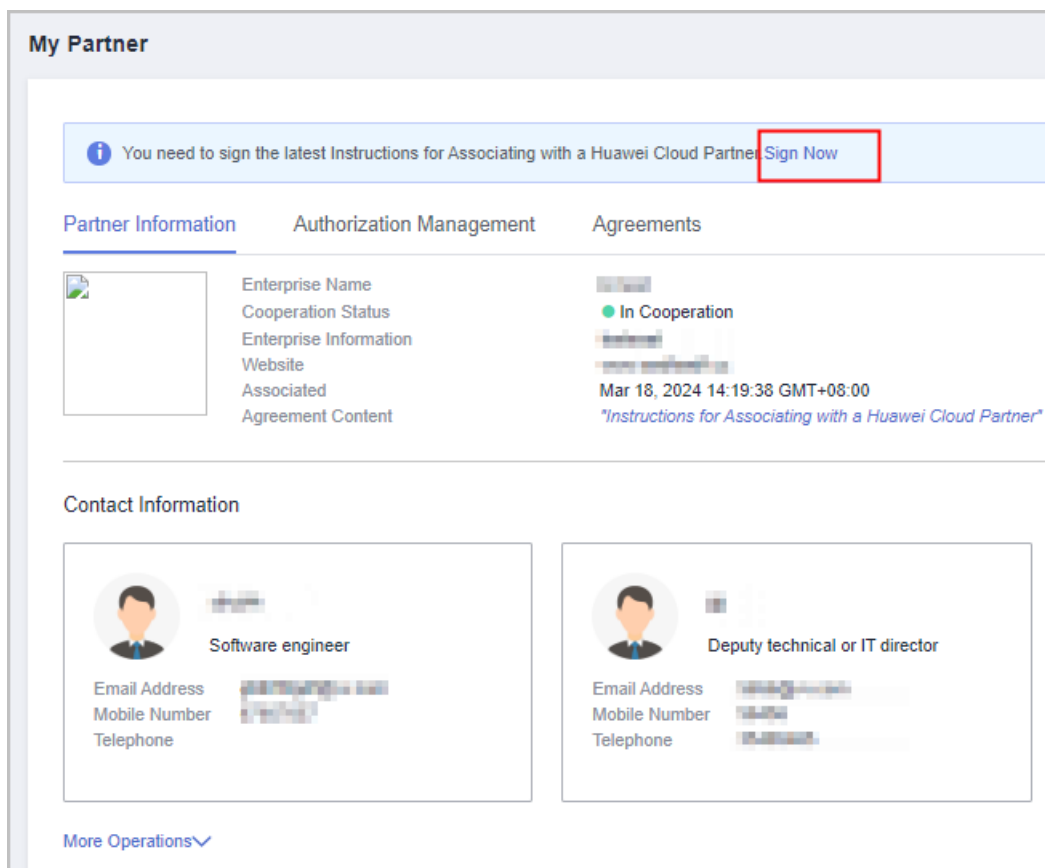 My Partner
You need to sign the latest Instructions for Associating with a Huawei Cloud Partner. Sign Now
Partner Information Authorization Management Agreements
Enterprise Name
Cooperation Status In Cooperation
Enterprise Information
Website
Associated Mar 18, 2024 14:19:38 GMT+08:00
Agreement Content "Instructions for Associating with a Huawei Cloud Partner"
Contact Information
Software engineer
Email Address
Mobile Number
Telephone
Deputy technical or IT director
Email Address
Mobile Number
Telephone
More Operations